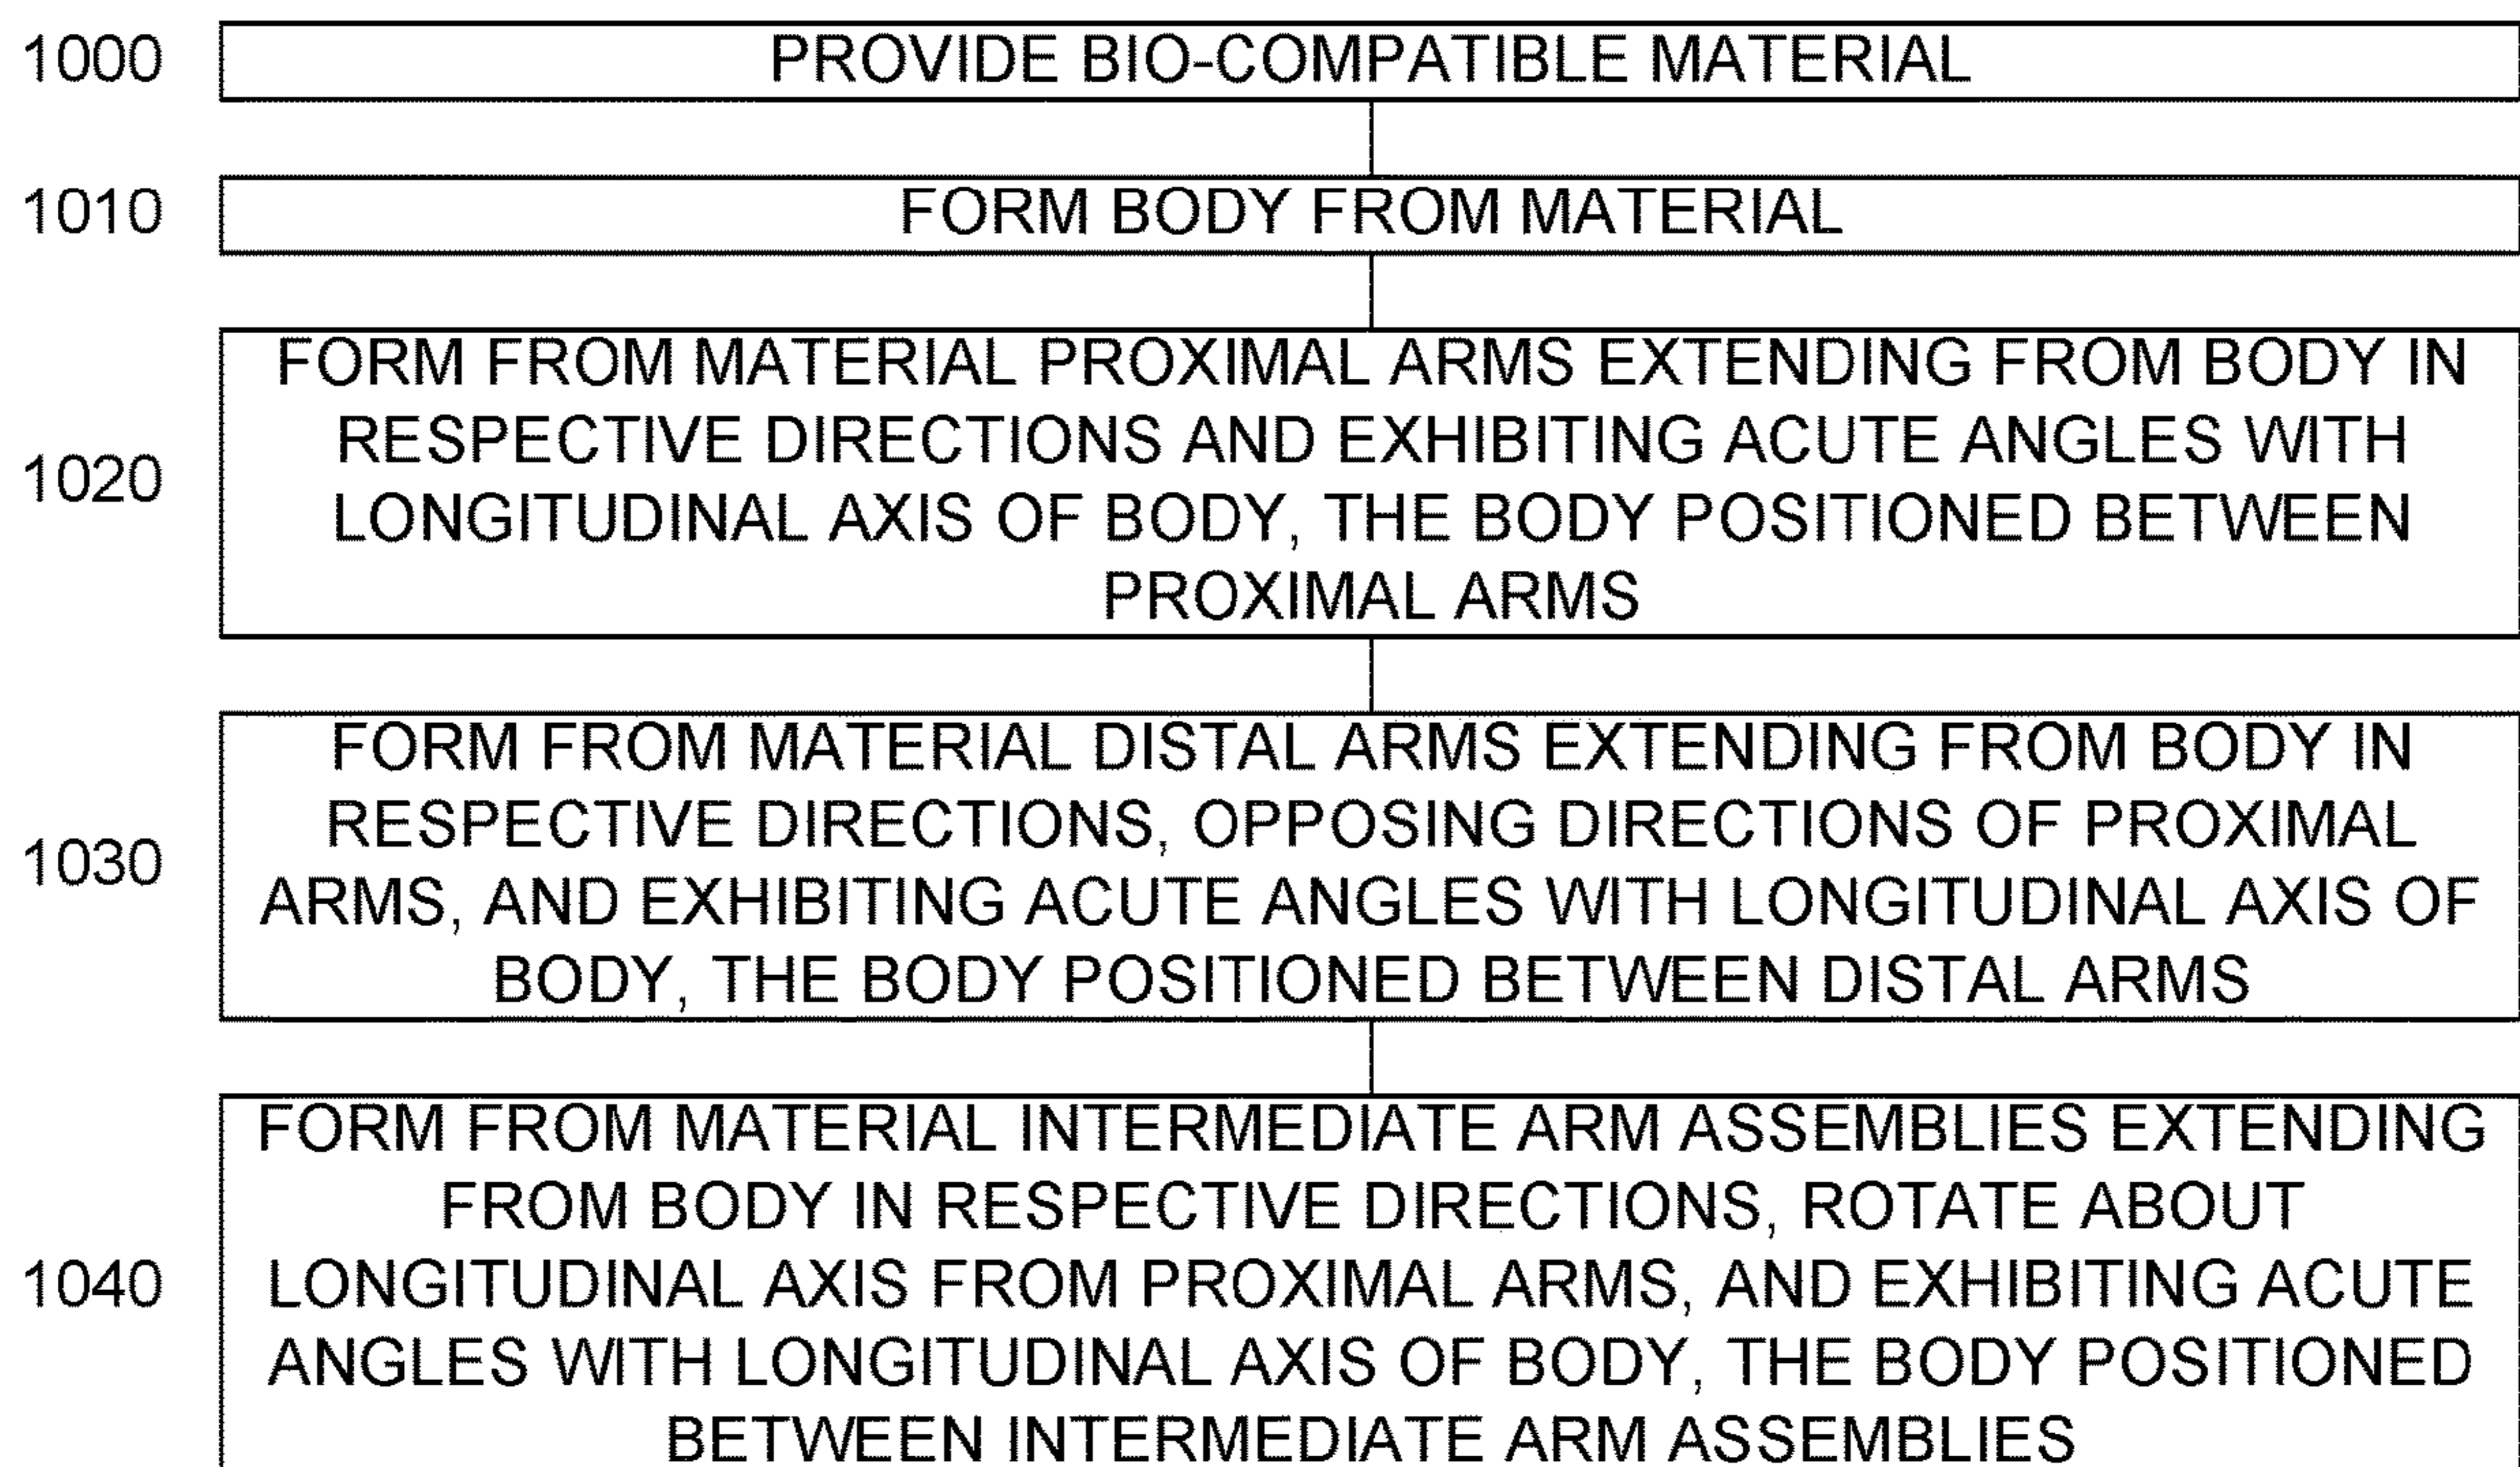 1000 PROVIDE BIO-COMPATIBLE MATERIAL
1010 FORM BODY FROM MATERIAL
FORM FROM MATERIAL PROXIMAL ARMS EXTENDING FROM BODY IN
RESPECTIVE DIRECTIONS AND EXHIBITING ACUTE ANGLES WITH
1020
LONGITUDINAL AXIS OF BODY, THE BODY POSITIONED BETWEEN
PROXIMAL ARMS
FORM FROM MATERIAL DISTAL ARMS EXTENDING FROM BODY IN
RESPECTIVE DIRECTIONS, OPPOSING DIRECTIONS OF PROXIMAL
1030
ARMS, AND EXHIBITING ACUTE ANGLES WITH LONGITUDINAL AXIS OF
BODY, THE BODY POSITIONED BETWEEN DISTAL ARMS
FORM FROM MATERIAL INTERMEDIATE ARM ASSEMBLIES EXTENDING
FROM BODY IN RESPECTIVE DIRECTIONS, ROTATE ABOUT
1040 LONGITUDINAL AXIS FROM PROXIMAL ARMS, AND EXHIBITING ACUTE
ANGLES WITH LONGITUDINAL AXIS OF BODY, THE BODY POSITIONED
BETWEEN INTERMEDIATE ARM ASSEMBLIES